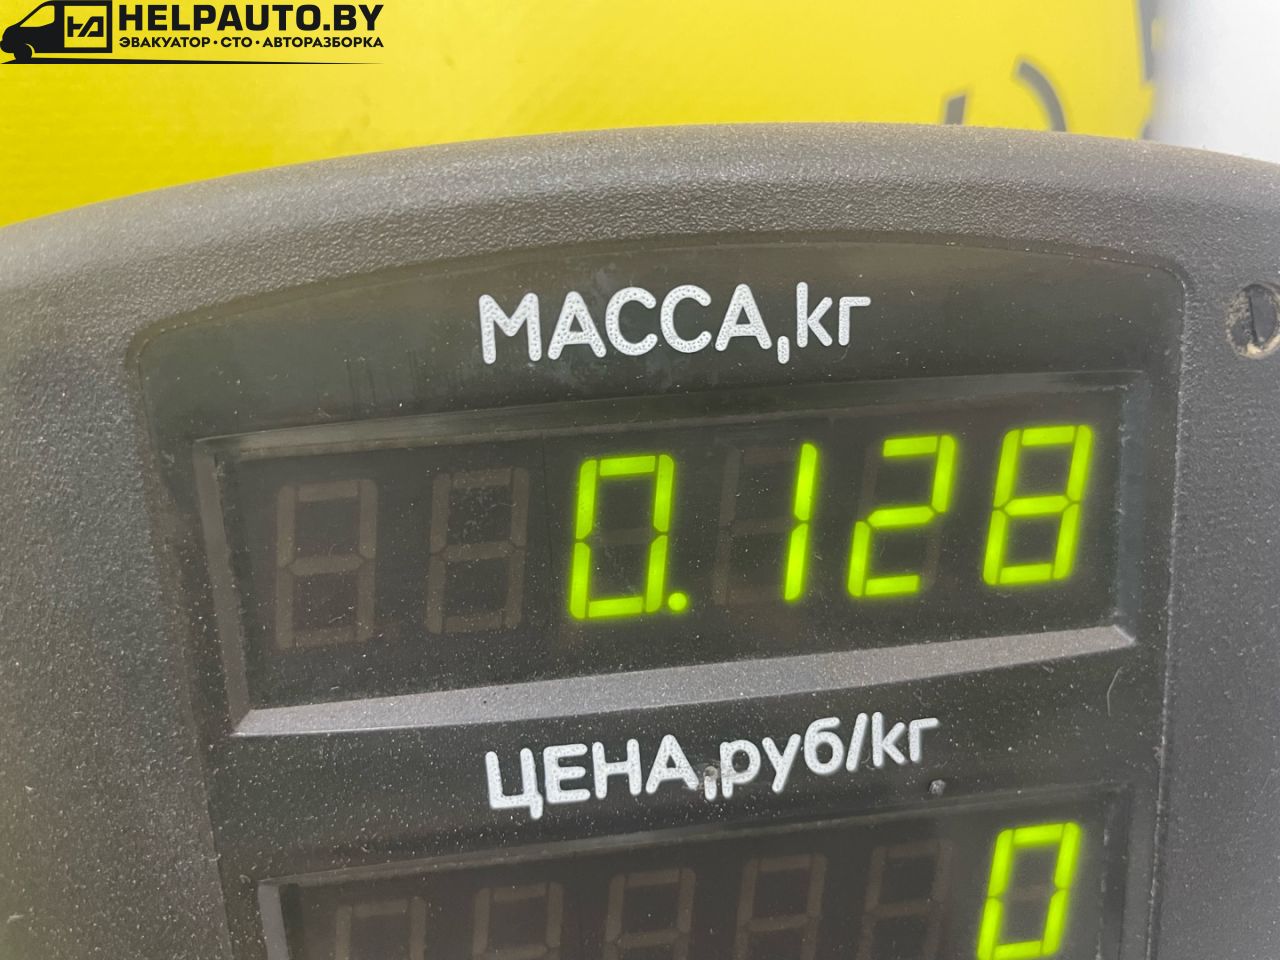 HELPAUTO.BY
ЭВАКУАТОР · СТО · АВТОРАЗБОРКА
МАССА,кг
0.128
ЦЕНА,руб/кг
0